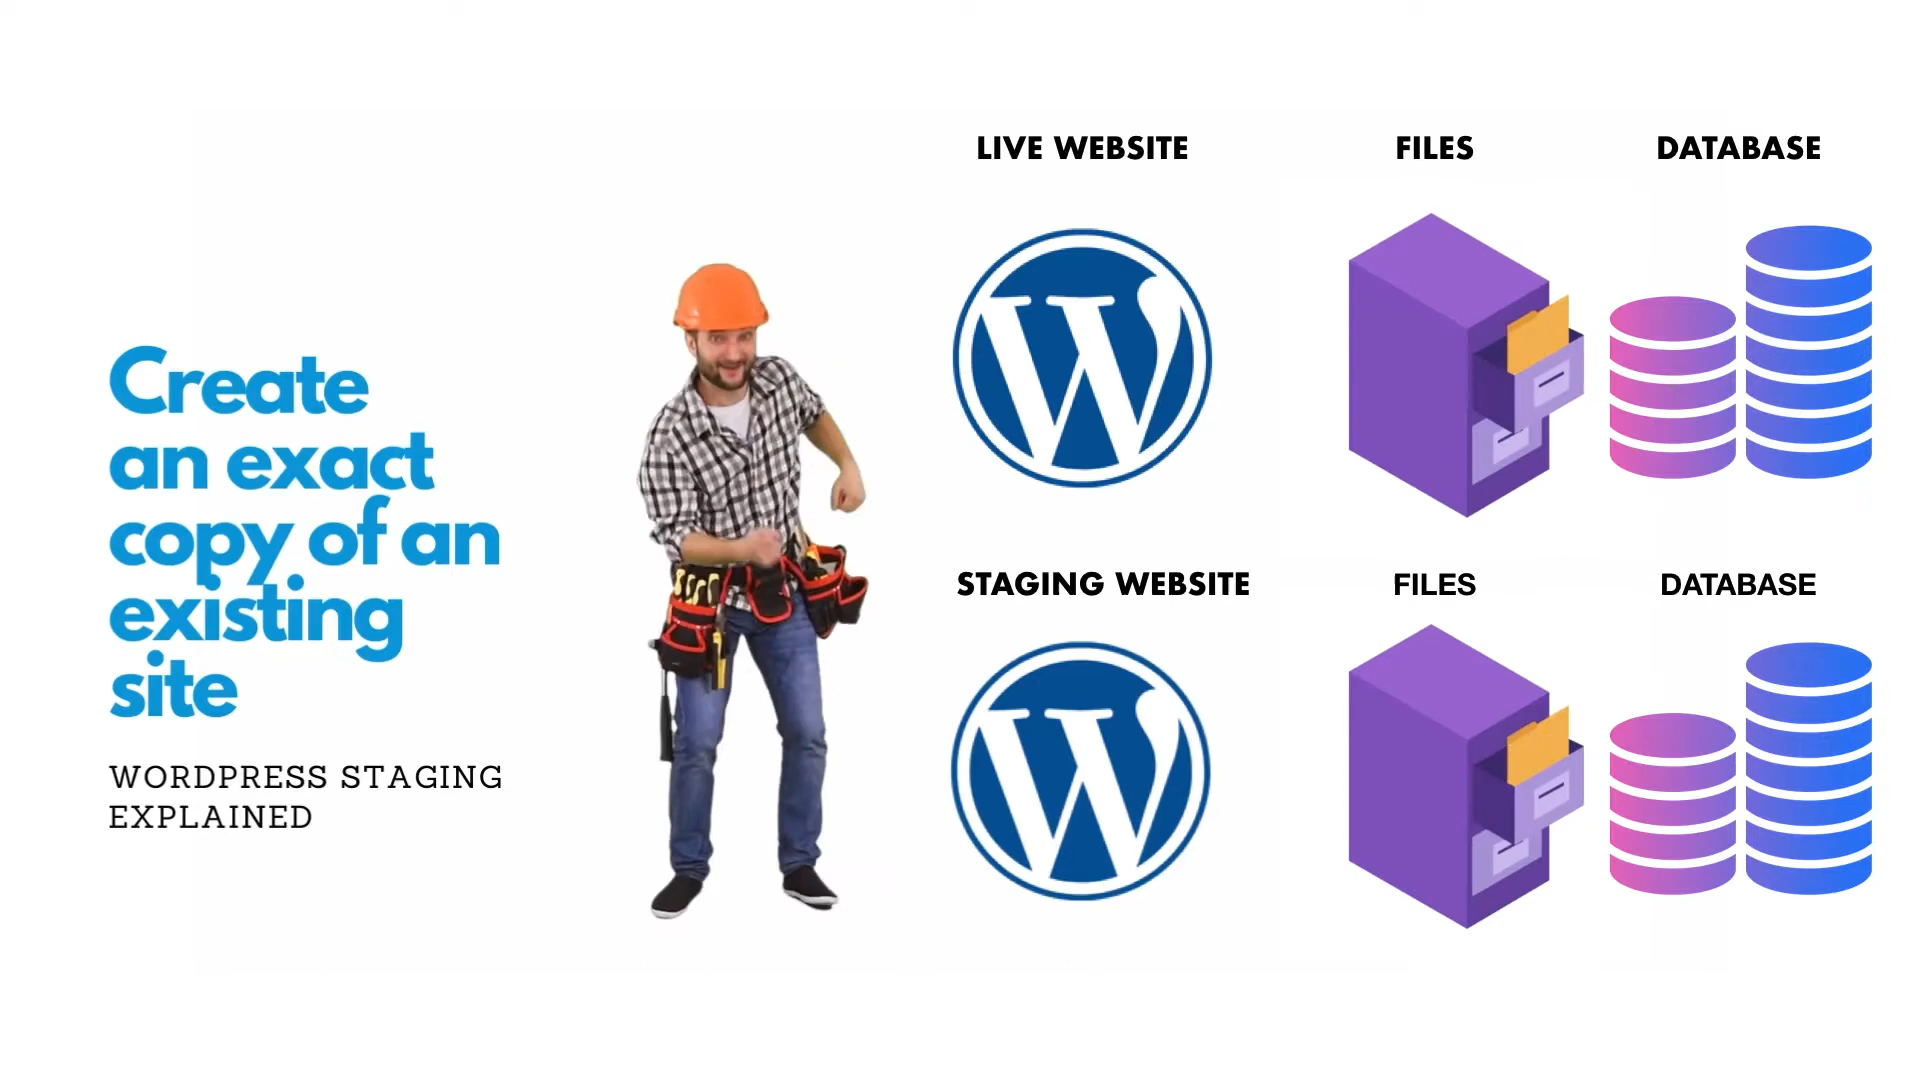 Create
an exact
copy of an
existing
site
WORDPRESS STAGING
EXPLAINED
LIVE WEBSITE
FILES
DATABASE
STAGING WEBSITE
FILES
DATABASE